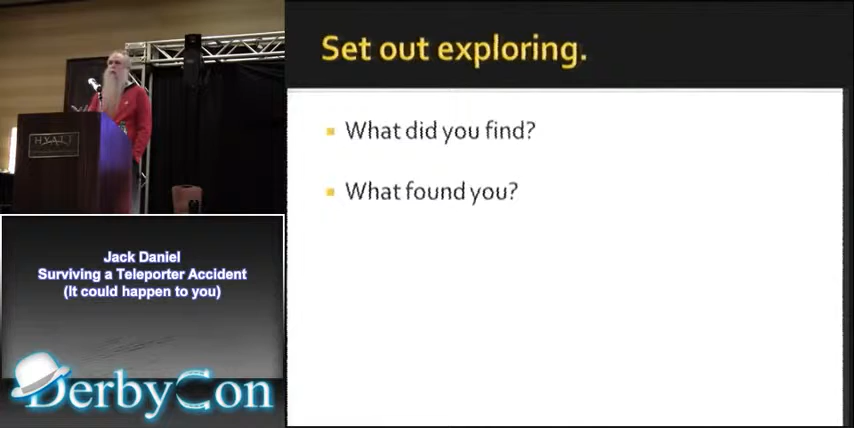 Set out exploring.
What did you find?
What found you?
HYATT
Jack Daniel
Surviving a Teleporter Accident
(It could happen to you)
DerbyCon